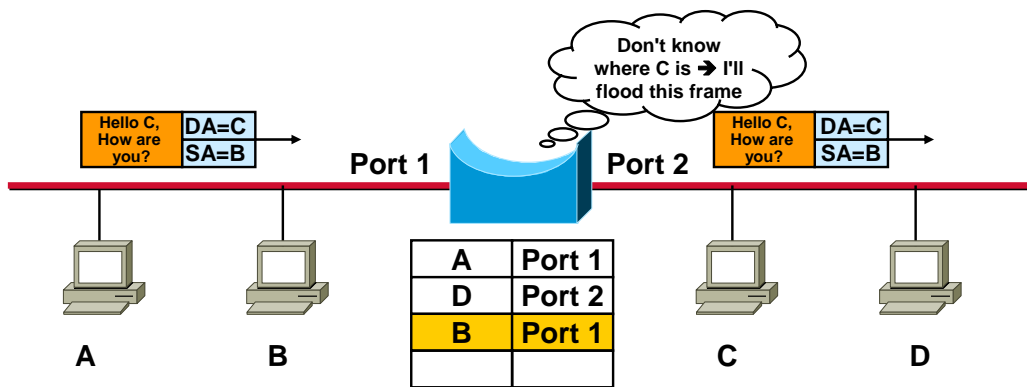 Don't know
where C is ➔ I'll
flood this frame
Hello C,
How are
you?
DA=C
SA=B
Port 1
Port 2
Hello C,
How are
you?
DA=C
SA=B
A Port 1
D Port 2
B Port 1
A
B
C
D